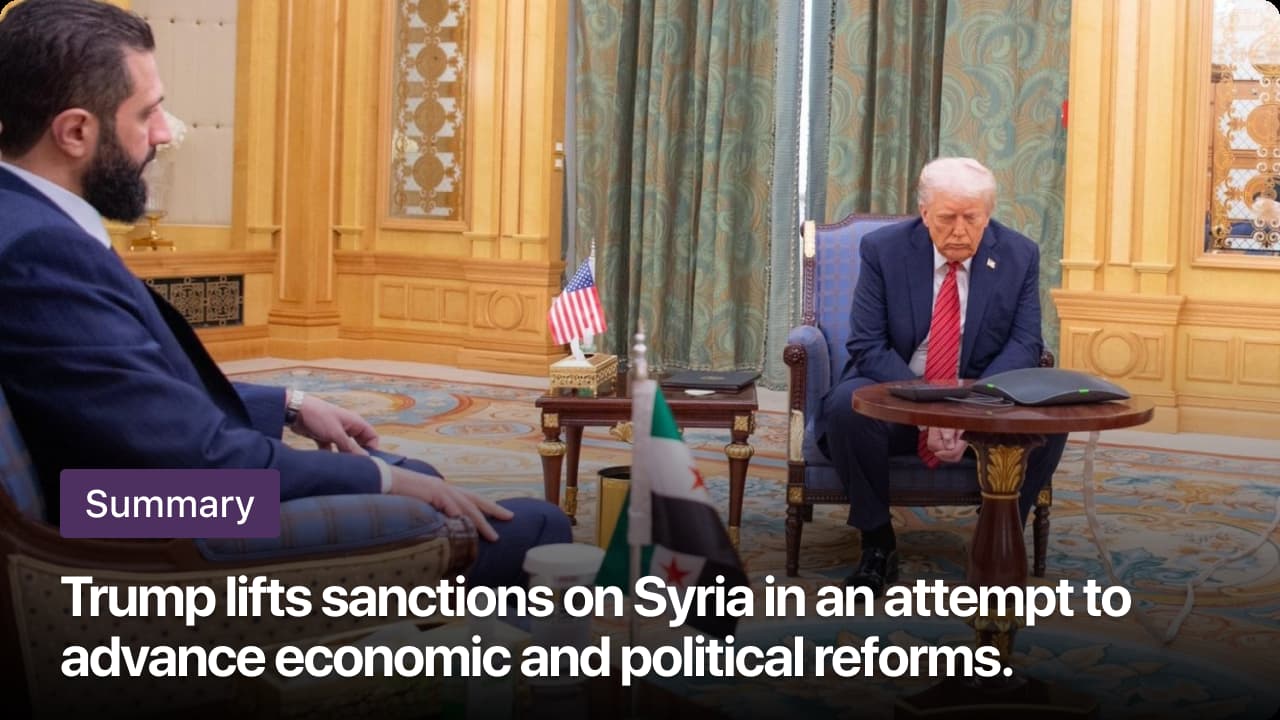 Summary
Trump lifts sanctions on Syria in an attempt to
advance economic and political reforms.